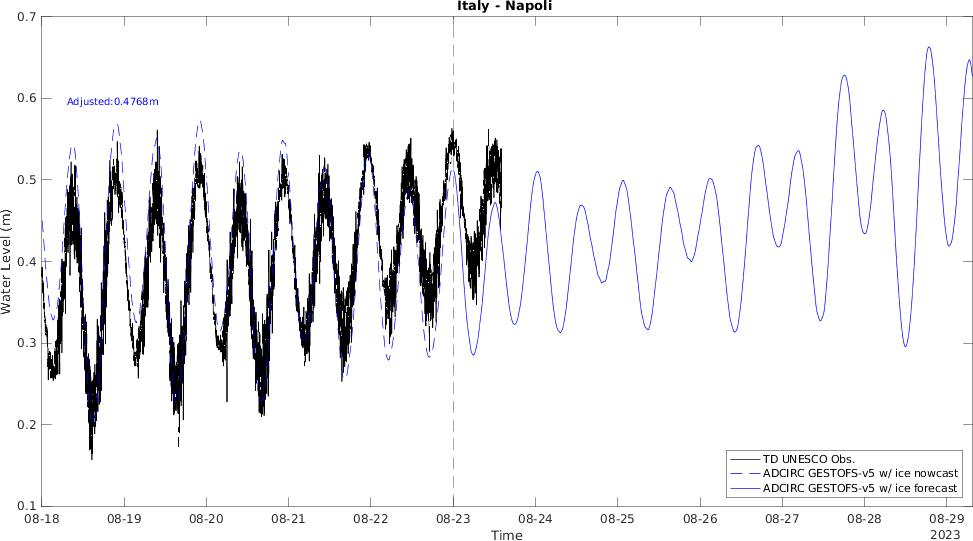 Italy - Napoli
0.7
0.6
0.5
0.4
0.3
0.2
0.1
Water Level (m)
Adjusted:0.4768m
TD UNESCO Obs.
ADCIRC GESTOFS-v5 w/ ice nowcast
ADCIRC GESTOFS-v5 w/ ice forecast
08-18 08-19 08-20 08-21 08-22 08-23 08-24 08-25 08-26 08-27 08-28 08-29
2023
Time